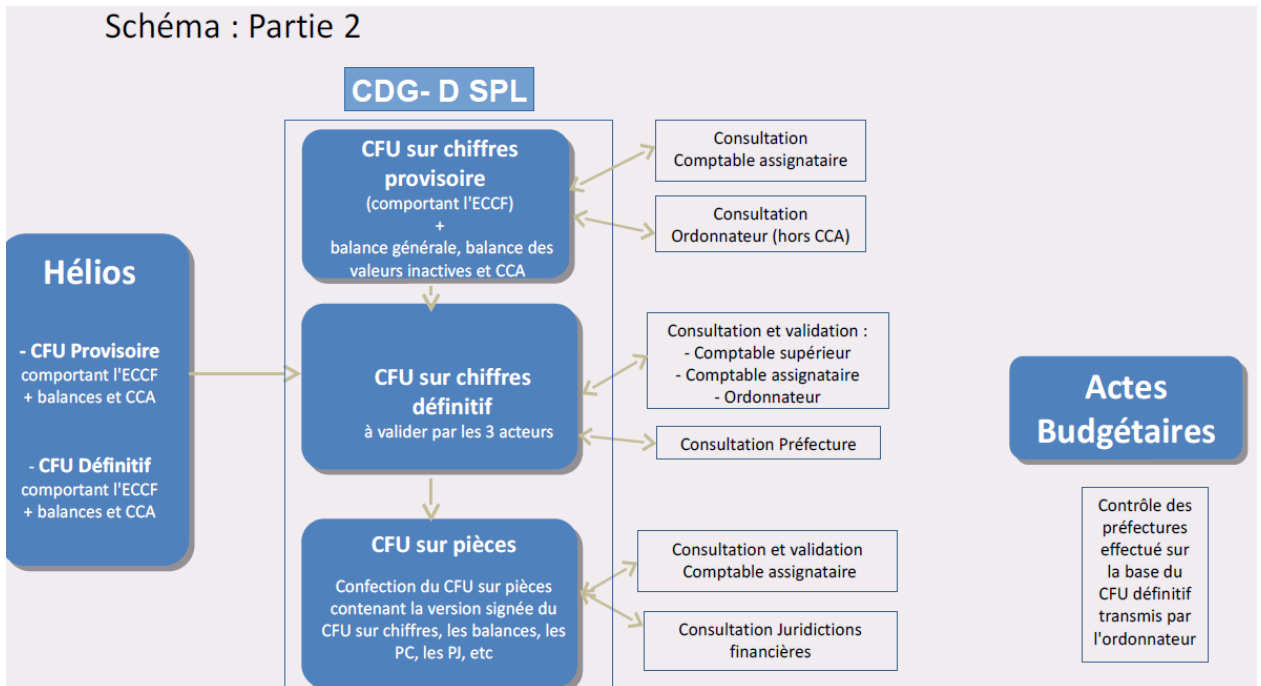 Schéma : Partie 2
CDG- D SPL
Hélios
- CFU Provisoire
comportant l'ECCF
+ balances et CCA
- CFU Définitif
comportant l'ECCF
+ balances et CCA
CFU sur chiffres
provisoire
(comportant l'ECCF)
+
balance générale, balance des
valeurs inactives et CCA
Consultation
Comptable assignataire
Consultation
Ordonnateur (hors CCA)
CFU sur chiffres
définitif
à valider par les 3 acteurs
Consultation et validation :
- Comptable supérieur
- Comptable assignataire
- Ordonnateur
Consultation Préfecture
CFU sur pièces
Confection du CFU sur pièces
contenant la version signée du
CFU sur chiffres, les balances, les
PC, les PJ, etc
Consultation et validation
Comptable assignataire
Consultation Juridictions
financières
Actes
Budgétaires
Contrôle des
préfectures
effectué sur
la base du
CFU définitif
transmis par
l'ordonnateur